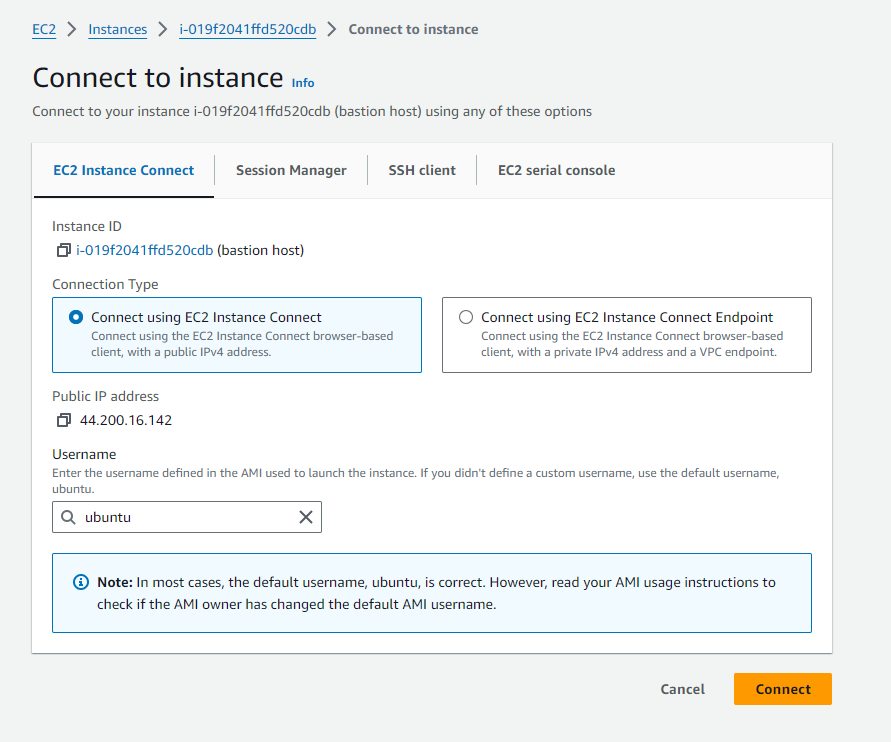 EC2 > Instances > i-019f2041ffd520cdb > Connect to instance
Connect to instance Info
Connect to your instance i-019f2041ffd520cdb (bastion host) using any of these options
EC2 Instance Connect
Session Manager
SSH client
EC2 serial console
Instance ID
i-019f2041ffd520cdb (bastion host)
Connection Type
Connect using EC2 Instance Connect
Connect using the EC2 Instance Connect browser-based
client, with a public IPv4 address.
Connect using EC2 Instance Connect Endpoint
Connect using the EC2 Instance Connect browser-based
client, with a private IPv4 address and a VPC endpoint.
Public IP address
44.200.16.142
Username
Enter the username defined in the AMI used to launch the instance. If you didn't define a custom username, use the default username,
ubuntu.
ubuntu
Note: In most cases, the default username, ubuntu, is correct. However, read your AMI usage instructions to
check if the AMI owner has changed the default AMI username.
Cancel
Connect